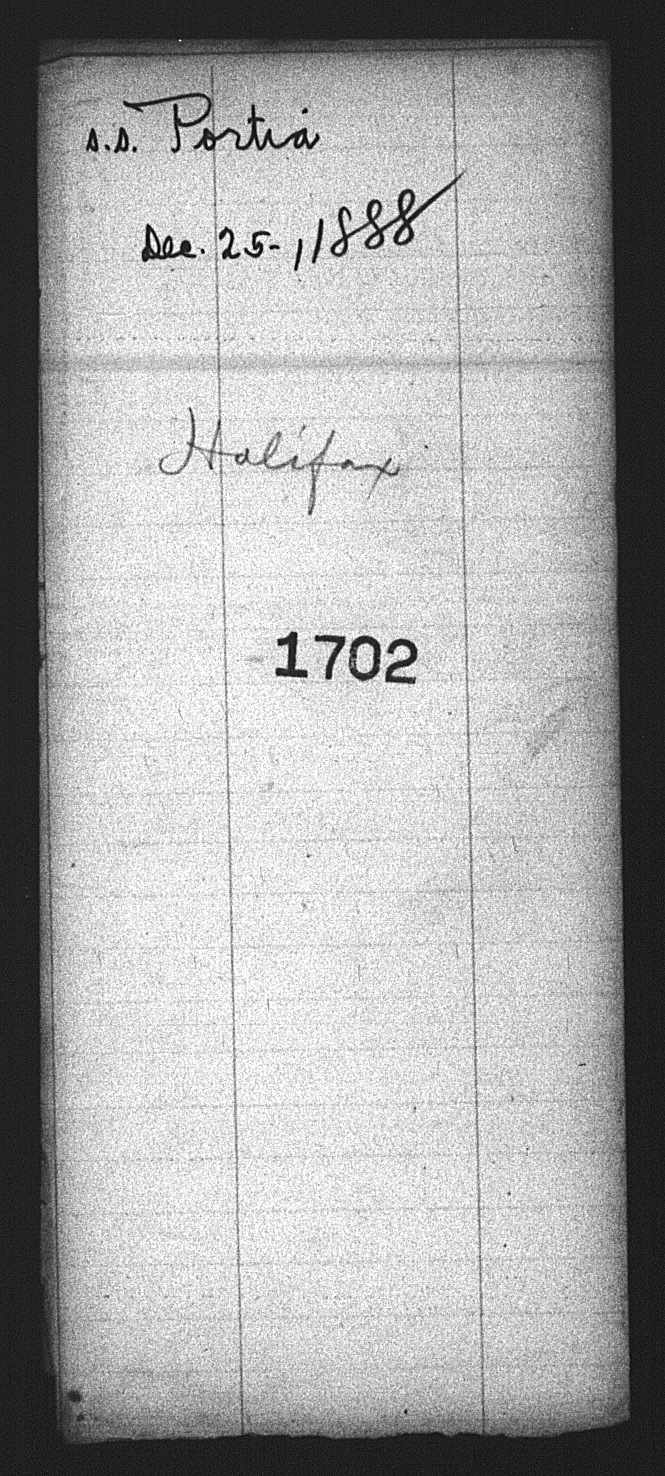 s.s. Portia
Dec. 25-, 1888
Halifax
1702